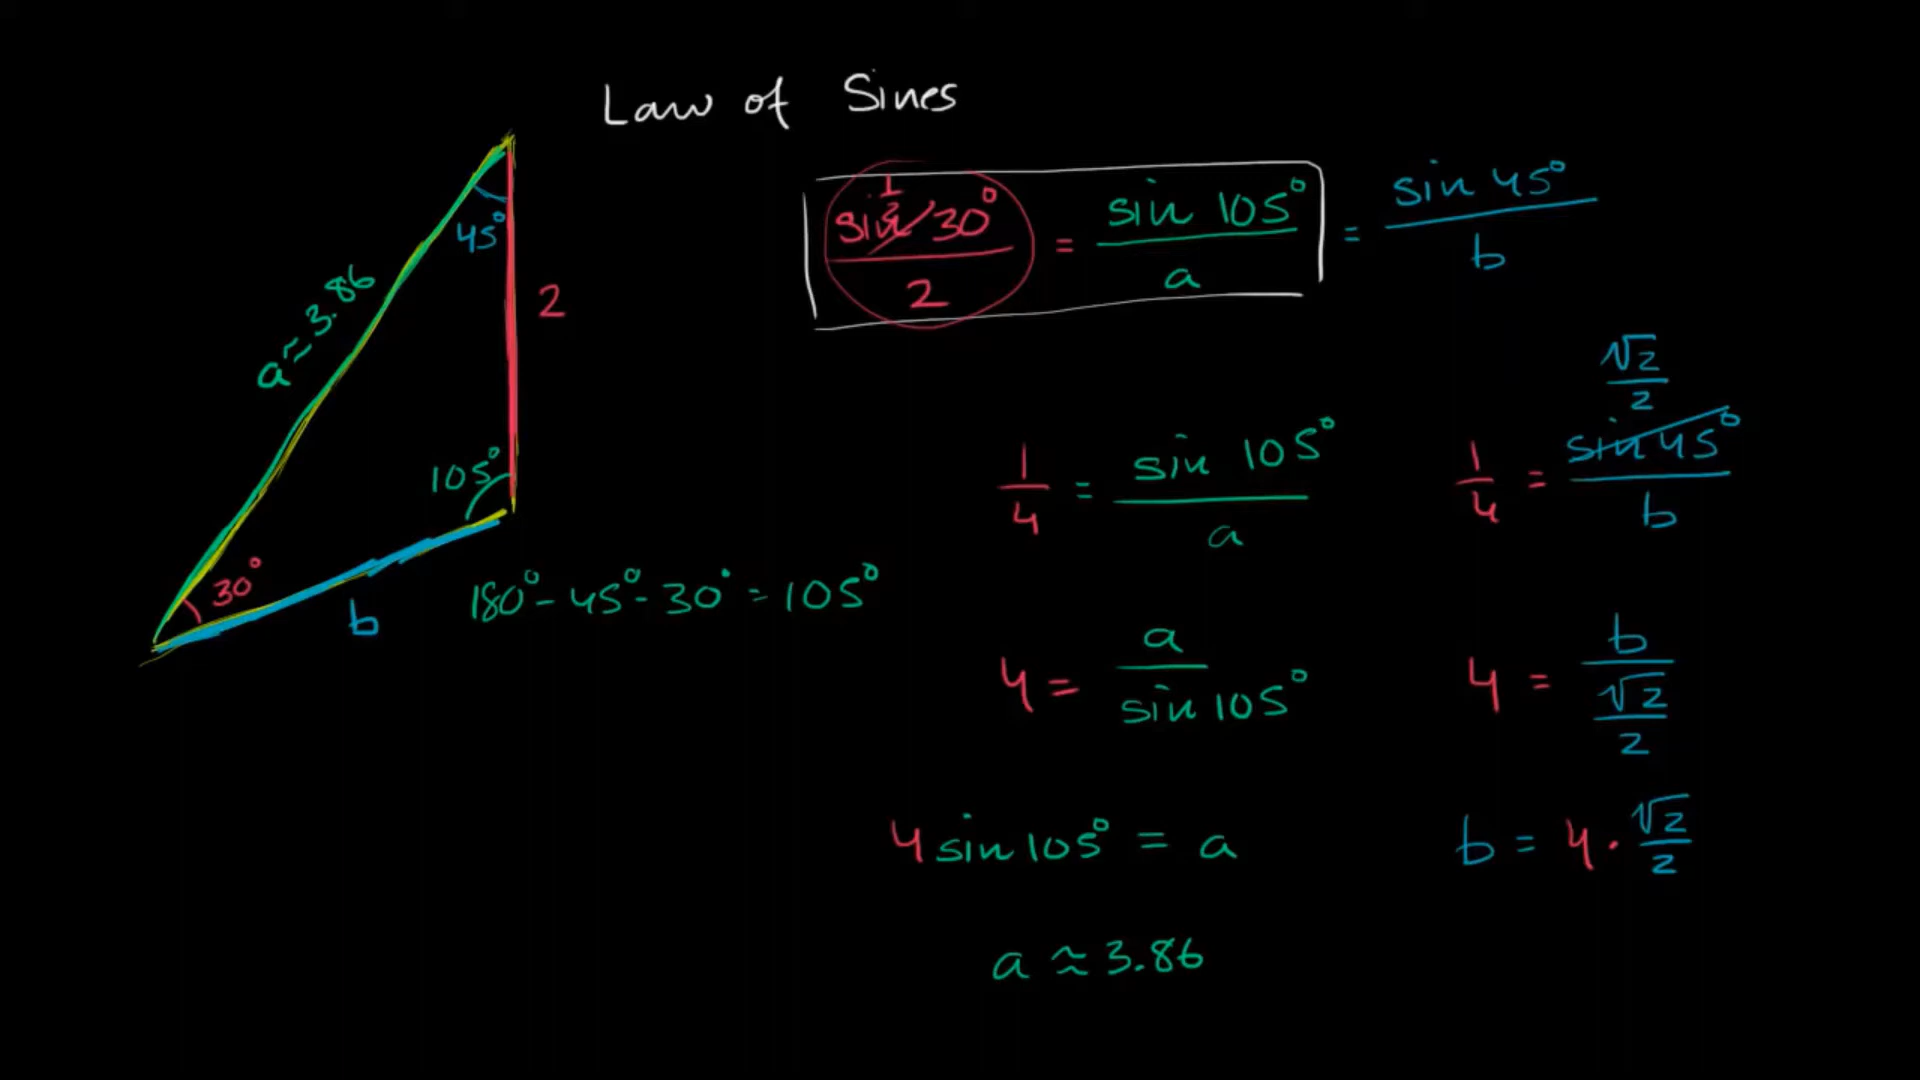 Law of Sines
45°
2
a ≈ 3.86
105°
30°
b
180° - 45° - 30° = 105°
sin 30° / 2 = sin 105° / a = sin 45° / b
1/2
1/4 = sin 105° / a
√2/2
1/4 = sin 45° / b
4 = a / sin 105°
4 = b / √2/2
4 sin 105° = a
b = 4 · √2/2
a ≈ 3.86